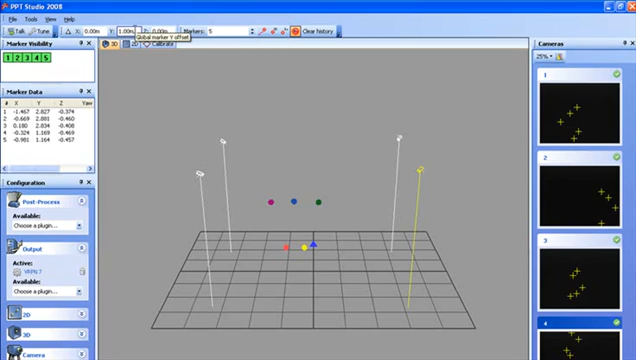 PPT Studio 2008
File Tools View Help
Talk Tune X: 0.00m Y: 1.00m Z: 0.00m Markers: 5 Clear history
Global marker Y offset
Marker Visibility
1 2 3 4 5
3D 2D Calibrate
Cameras
25%
Marker Data
# X Y Z Yaw
1 -1.467 2.827 -0.374
2 -0.669 2.881 -0.460
3 0.180 2.834 -0.408
4 -0.324 1.169 -0.469
5 -0.981 1.164 -0.457
Configuration
Post-Process
Available:
Choose a plugin...
Output
Active:
VRPN 7
Available:
Choose a plugin...
2D
3D
Camera
1
2
3
4